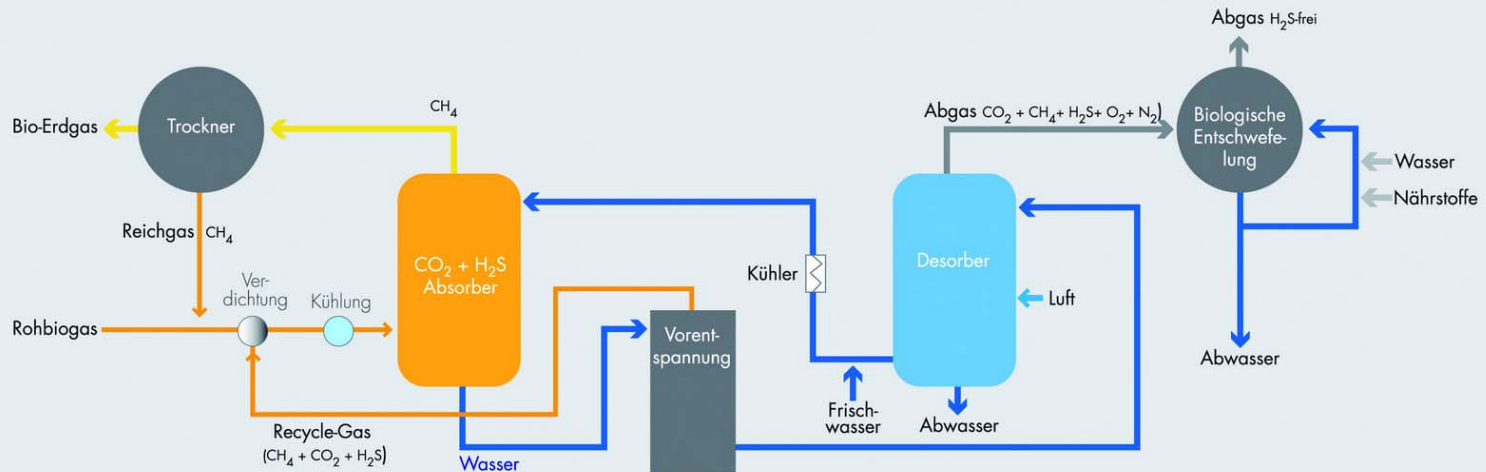 Abgas H₂S-frei
Bio-Erdgas
Trockner
CH₄
Abgas CO₂ + CH₄ + H₂S + O₂ + N₂)
Biologische
Entschwefe-
lung
Wasser
Nährstoffe
Reichgas CH₄
CO₂ + H₂S
Absorber
Kühler
Desorber
Ver-
dichtung
Kühlung
Luft
Rohbiogas
Vorent-
spannung
Abwasser
Frisch-
wasser
Abwasser
Recycle-Gas
(CH₄ + CO₂ + H₂S)
Wasser